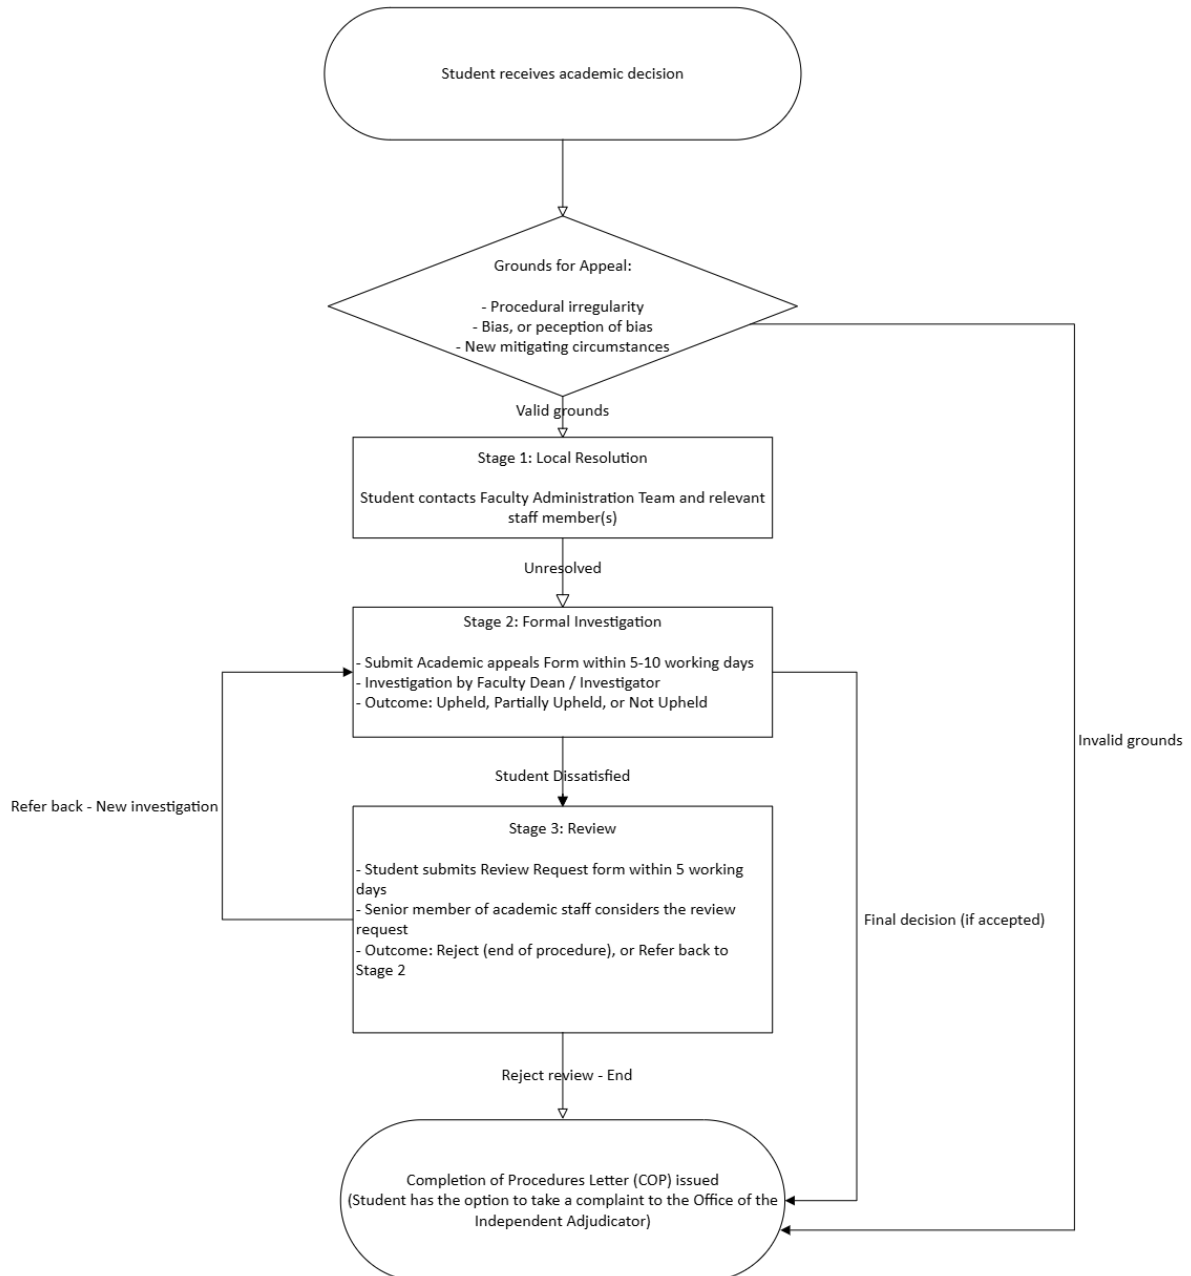 Student receives academic decision
Grounds for Appeal:
- Procedural irregularity
- Bias, or peception of bias
- New mitigating circumstances
Valid grounds
Stage 1: Local Resolution
Student contacts Faculty Administration Team and relevant
staff member(s)
Unresolved
Stage 2: Formal Investigation
- Submit Academic appeals Form within 5-10 working days
- Investigation by Faculty Dean / Investigator
- Outcome: Upheld, Partially Upheld, or Not Upheld
Invalid grounds
Student Dissatisfied
Refer back - New investigation
Stage 3: Review
- Student submits Review Request form within 5 working
days
- Senior member of academic staff considers the review
request
- Outcome: Reject (end of procedure), or Refer back to
Stage 2
Final decision (if accepted)
Reject review - End
Completion of Procedures Letter (COP) issued
(Student has the option to take a complaint to the Office of the
Independent Adjudicator)